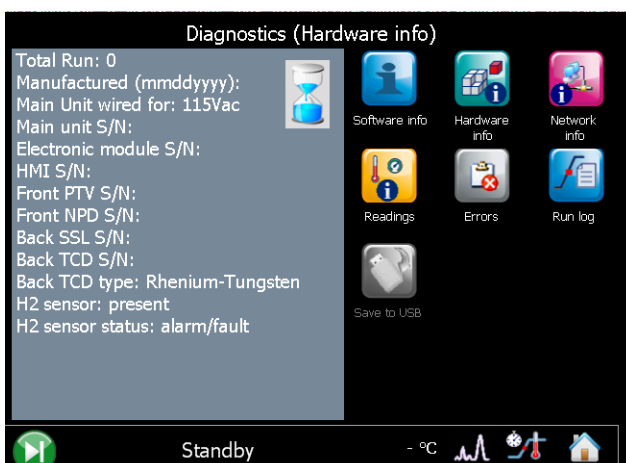 Diagnostics (Hardware info)
Total Run: 0
Manufactured (mmddyyyy):
Main Unit wired for: 115Vac
Main unit S/N:
Electronic module S/N:
HMI S/N:
Front PTV S/N:
Front NPD S/N:
Back SSL S/N:
Back TCD S/N:
Back TCD type: Rhenium-Tungsten
H2 sensor: present
H2 sensor status: alarm/fault
Software info
Hardware
info
Network
info
Readings
Errors
Run log
Save to USB
Standby
- °C